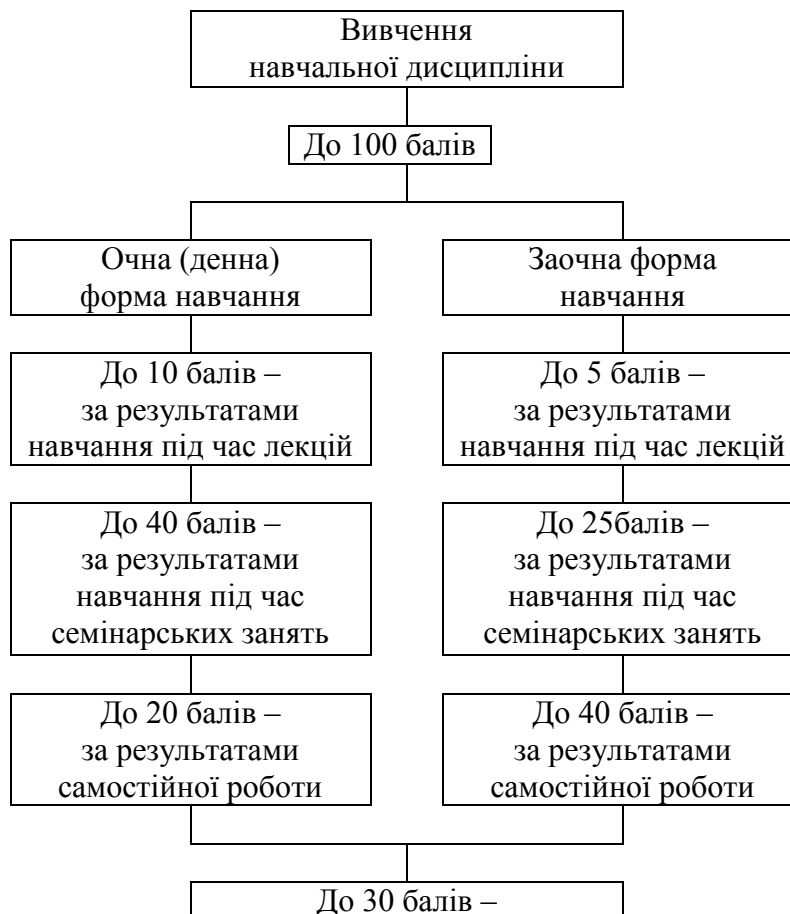 Вивчення
навчальної дисципліни
До 100 балів
Очна (денна)
форма навчання
Заочна форма
навчання
До 10 балів –
за результатами
навчання під час лекцій
До 5 балів –
за результатами
навчання під час лекцій
До 40 балів –
за результатами
навчання під час
семінарських занять
До 25балів –
за результатами
навчання під час
семінарських занять
До 20 балів –
за результатами
самостійної роботи
До 40 балів –
за результатами
самостійної роботи
До 30 балів –